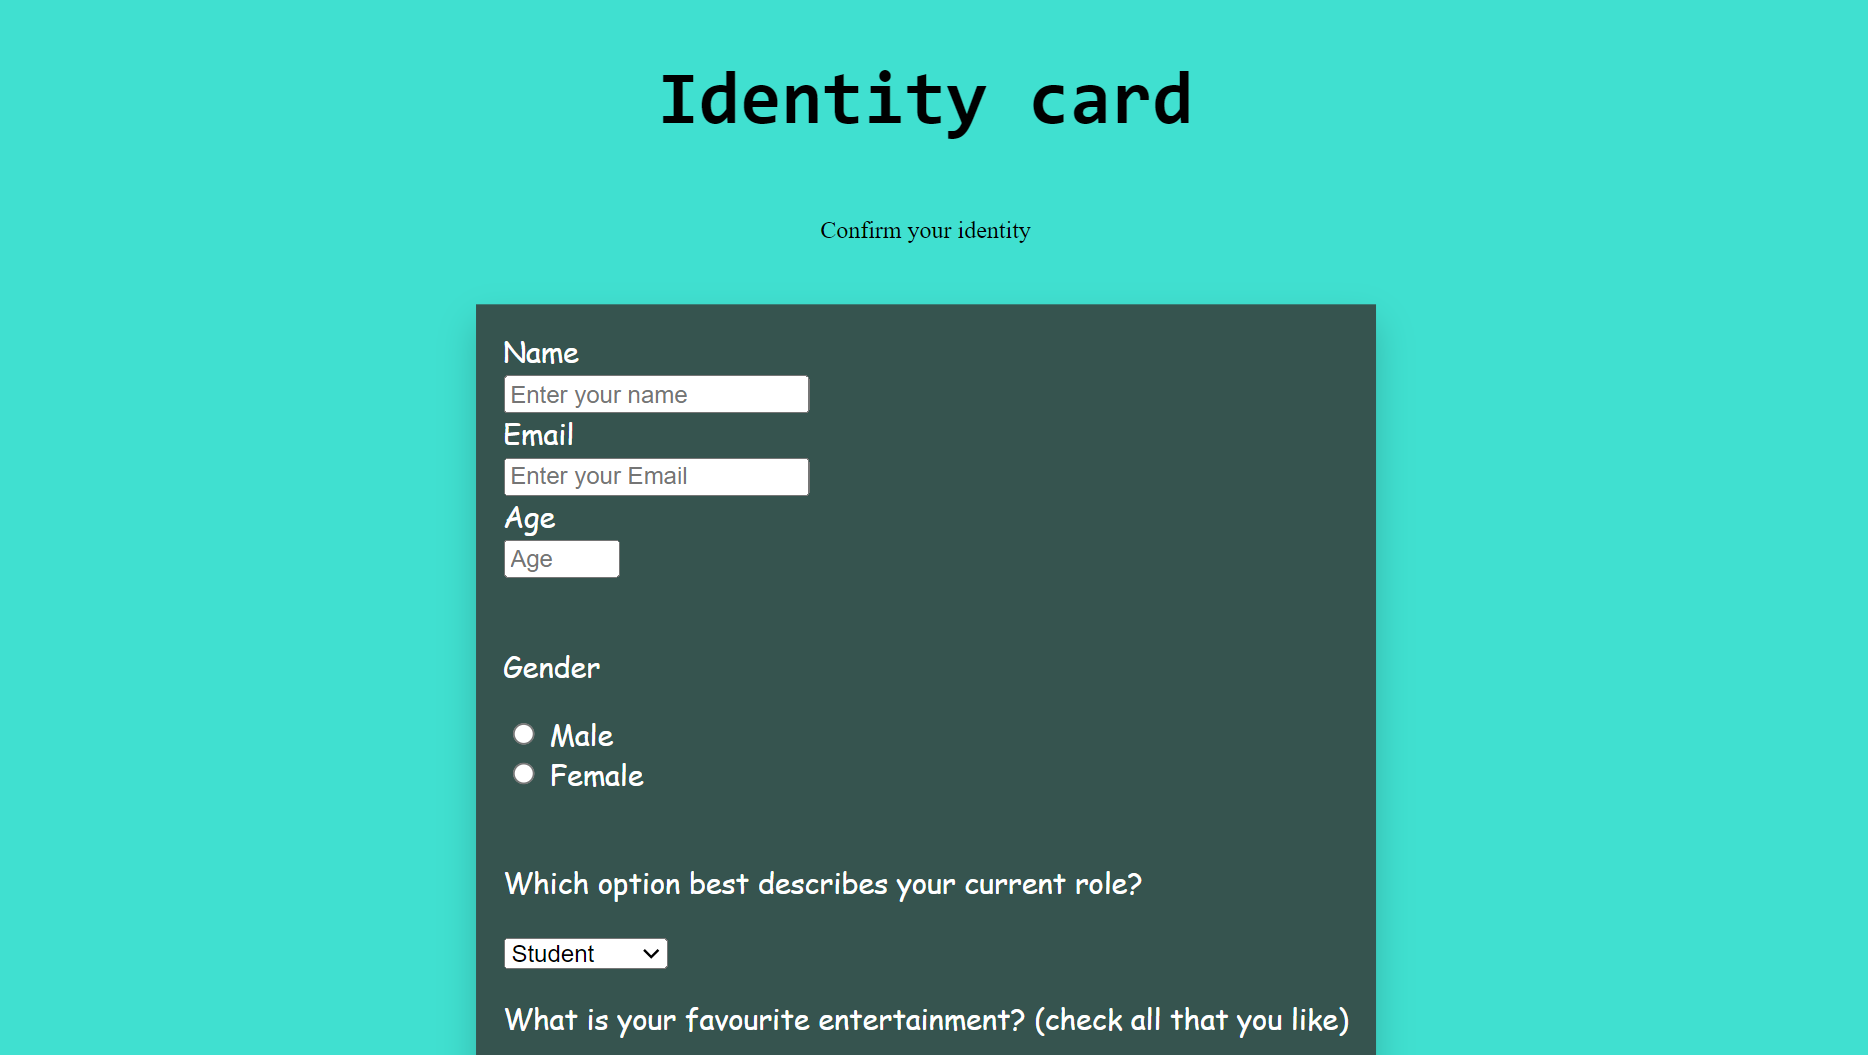 Identity card
Confirm your identity
Name
Enter your name
Email
Enter your Email
Age
Age
Gender
Male
Female
Which option best describes your current role?
Student
What is your favourite entertainment? (check all that you like)